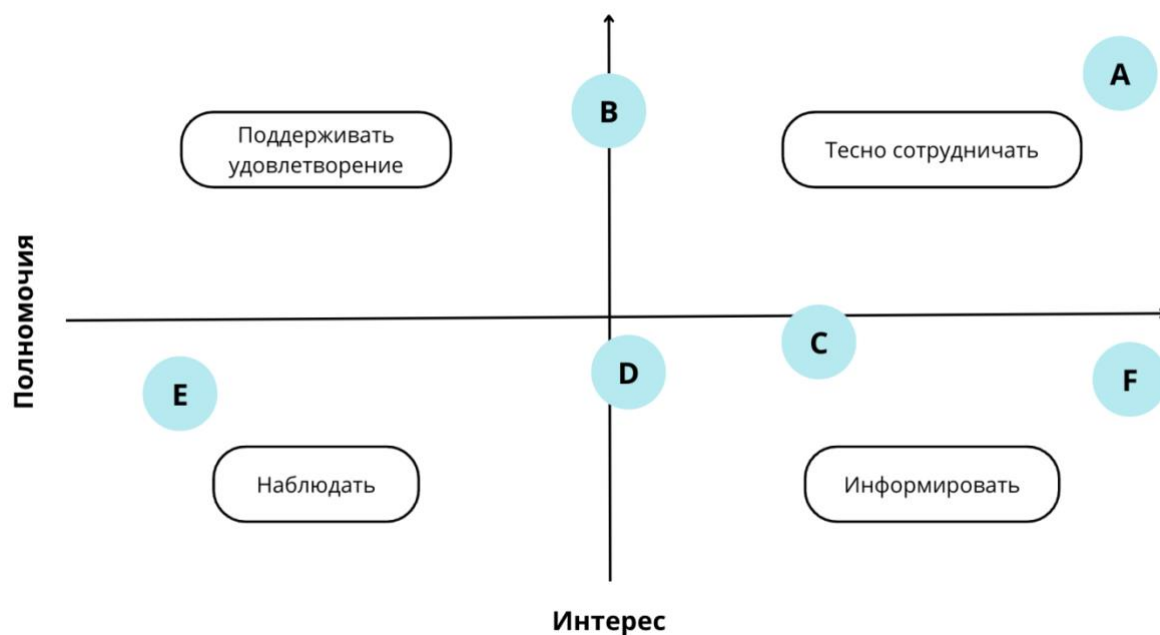 A
B
Поддерживать
удовлетворение
Тесно сотрудничать
Полномочия
C
D
F
E
Наблюдать
Информировать
Интерес